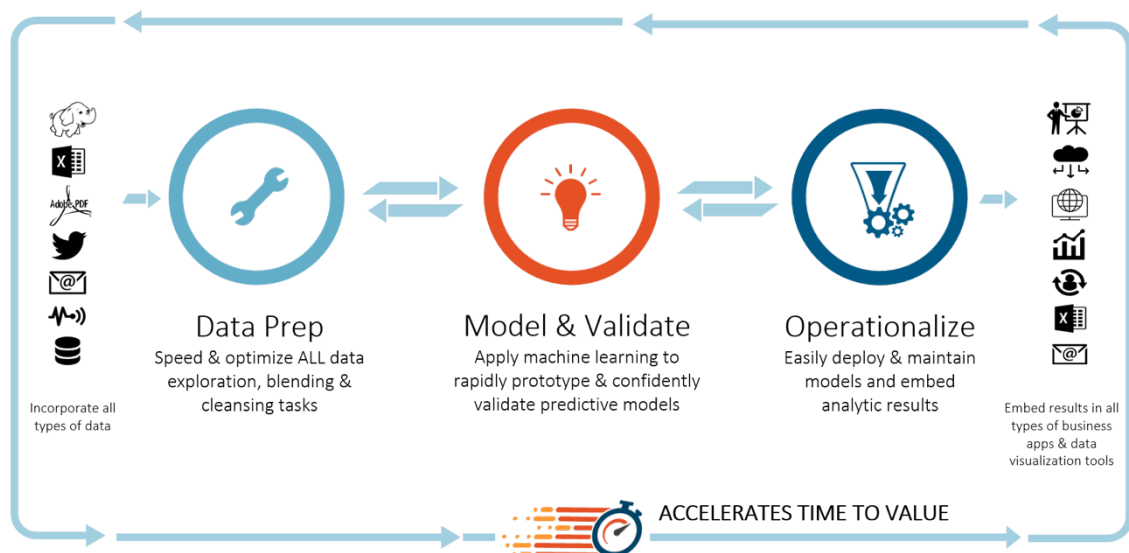 X
Adobe PDF
@
Incorporate all
types of data
Data Prep
Speed & optimize ALL data
exploration, blending &
cleansing tasks
Model & Validate
Apply machine learning to
rapidly prototype & confidently
validate predictive models
Operationalize
Easily deploy & maintain
models and embed
analytic results
X
@
Embed results in all
types of business
apps & data
visualization tools
ACCELERATES TIME TO VALUE